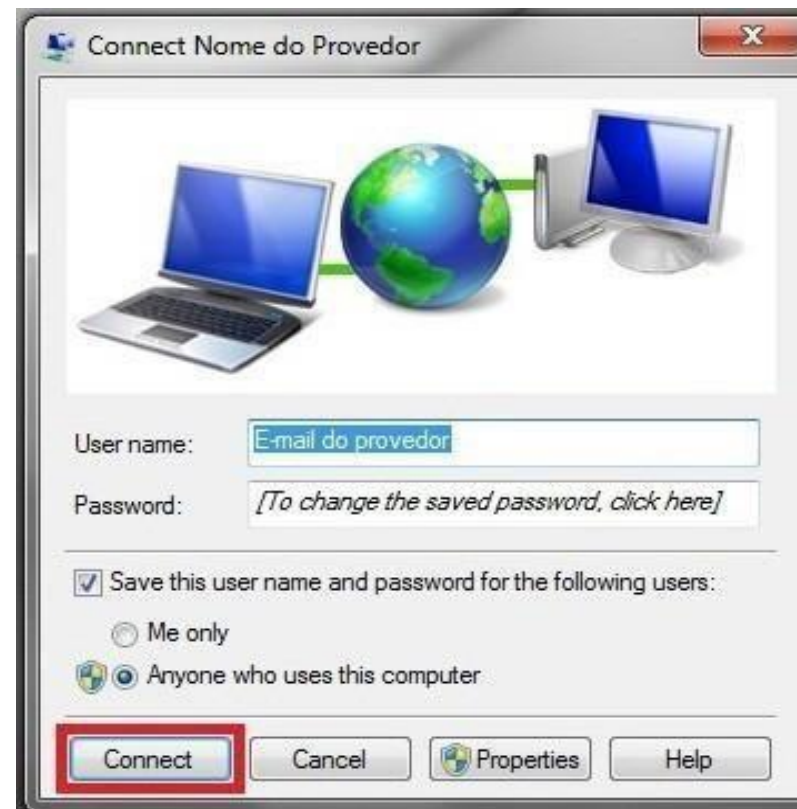 Connect Nome do Provedor
User name: E-mail do provedor
Password: [To change the saved password, click here]
Save this user name and password for the following users:
Me only
Anyone who uses this computer
Connect Cancel Properties Help